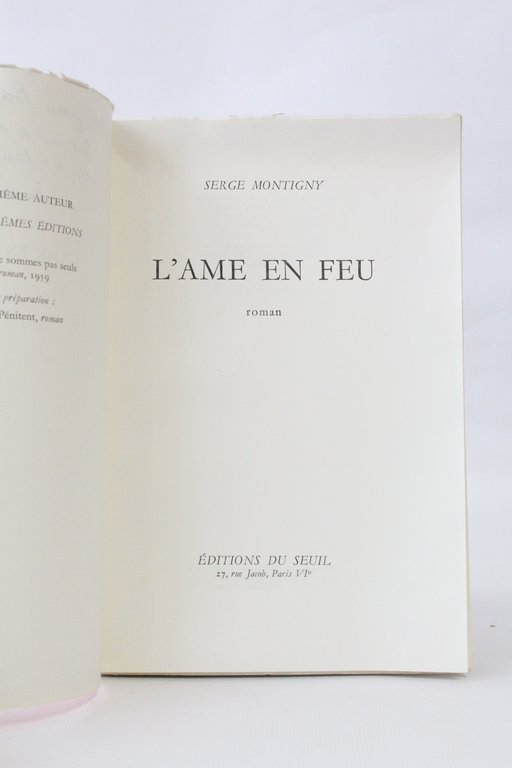 MÊME AUTEUR
MÊMES ÉDITIONS
sommes pas seuls
roman, 1959
préparation :
Pénitent, roman
SERGE MONTIGNY
L'AME EN FEU
roman
ÉDITIONS DU SEUIL
27, rue Jacob, Paris VIe